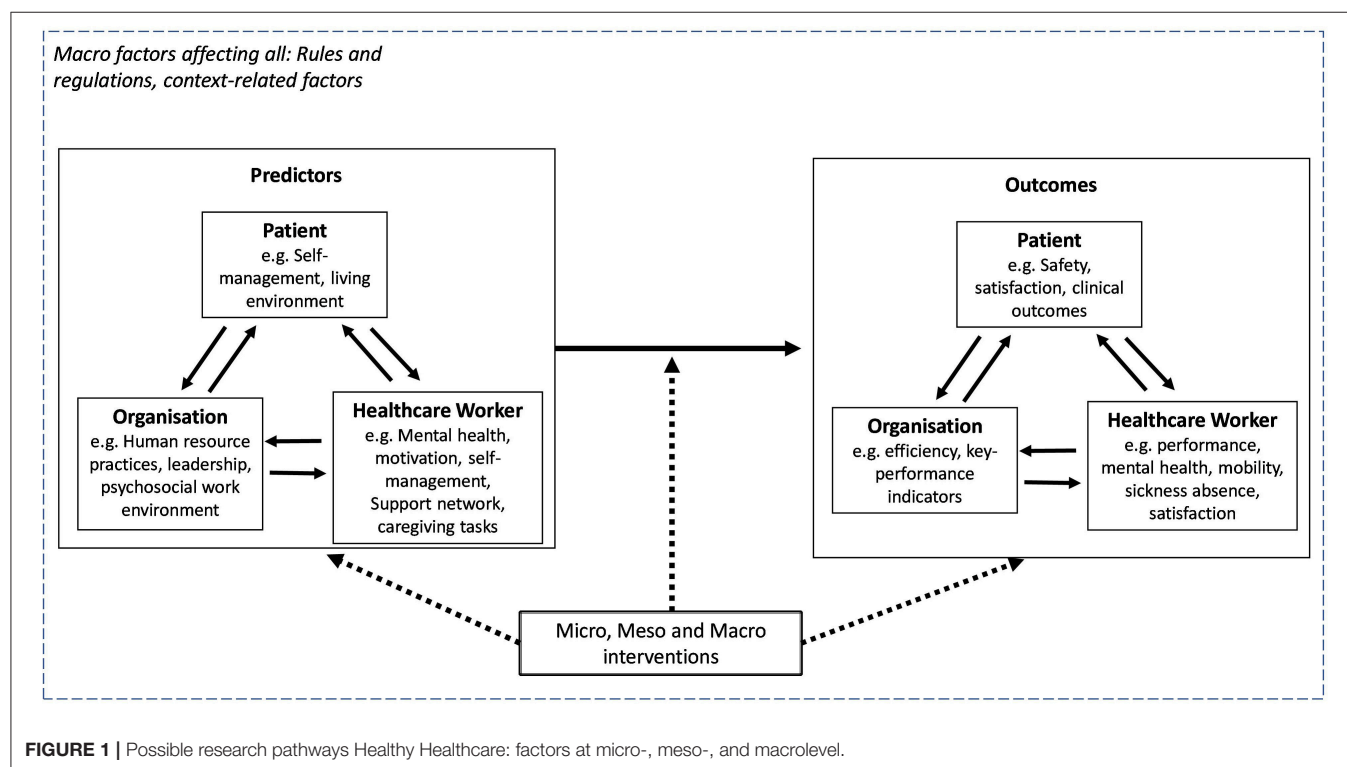 Macro factors affecting all: Rules and
regulations, context-related factors
Predictors
Patient
e.g. Self-
management, living
environment
Organisation
e.g. Human resource
practices, leadership,
psychosocial work
environment
Healthcare Worker
e.g. Mental health,
motivation, self-
management,
Support network,
caregiving tasks
Outcomes
Patient
e.g. Safety,
satisfaction, clinical
outcomes
Organisation
e.g. efficiency, key-
performance
indicators
Healthcare Worker
e.g. performance,
mental health, mobility,
sickness absence,
satisfaction
Micro, Meso and Macro
interventions
FIGURE 1 | Possible research pathways Healthy Healthcare: factors at micro-, meso-, and macrolevel.